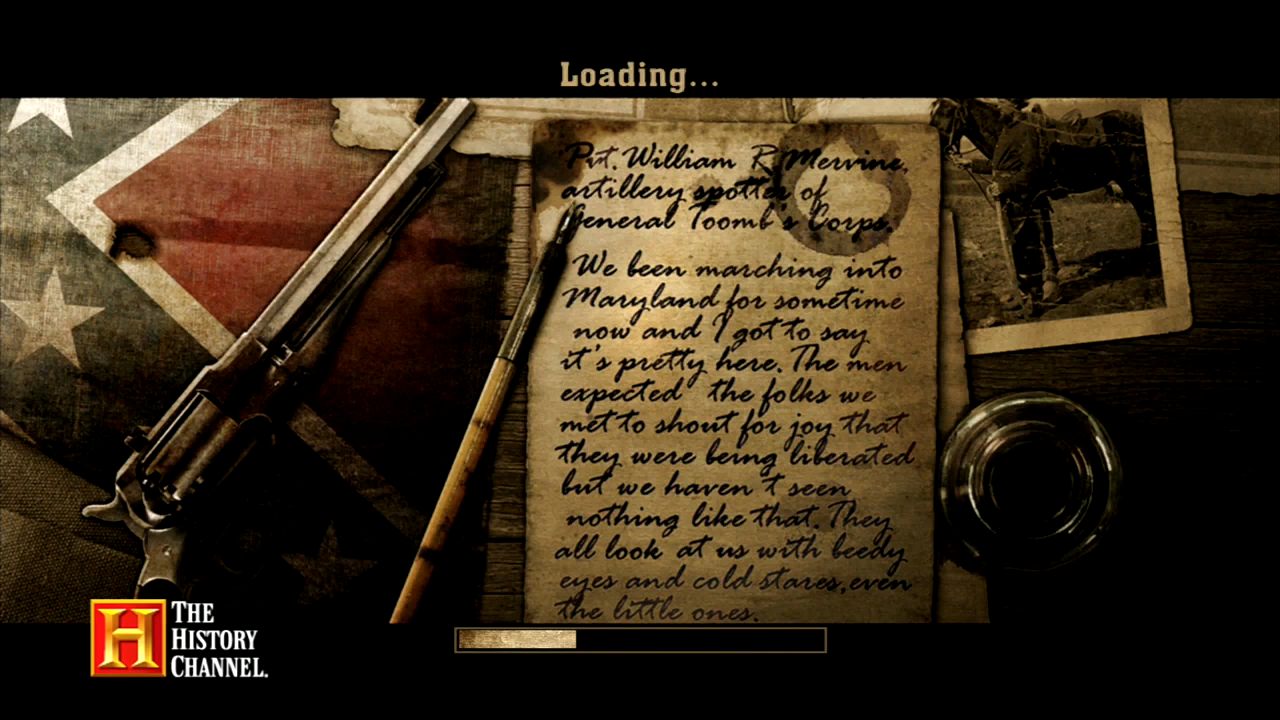 Loading...
Pvt. William R Mervine,
artillery spotter of
General Toomb's Corps.
We been marching into
Maryland for sometime
now and I got to say
it's pretty here. The men
expected the folks we
met to shout for joy that
they were being liberated
but we haven't seen
nothing like that. They
all look at us with beedy
eyes and cold stares, even
the little ones.
H
THE
HISTORY
CHANNEL.